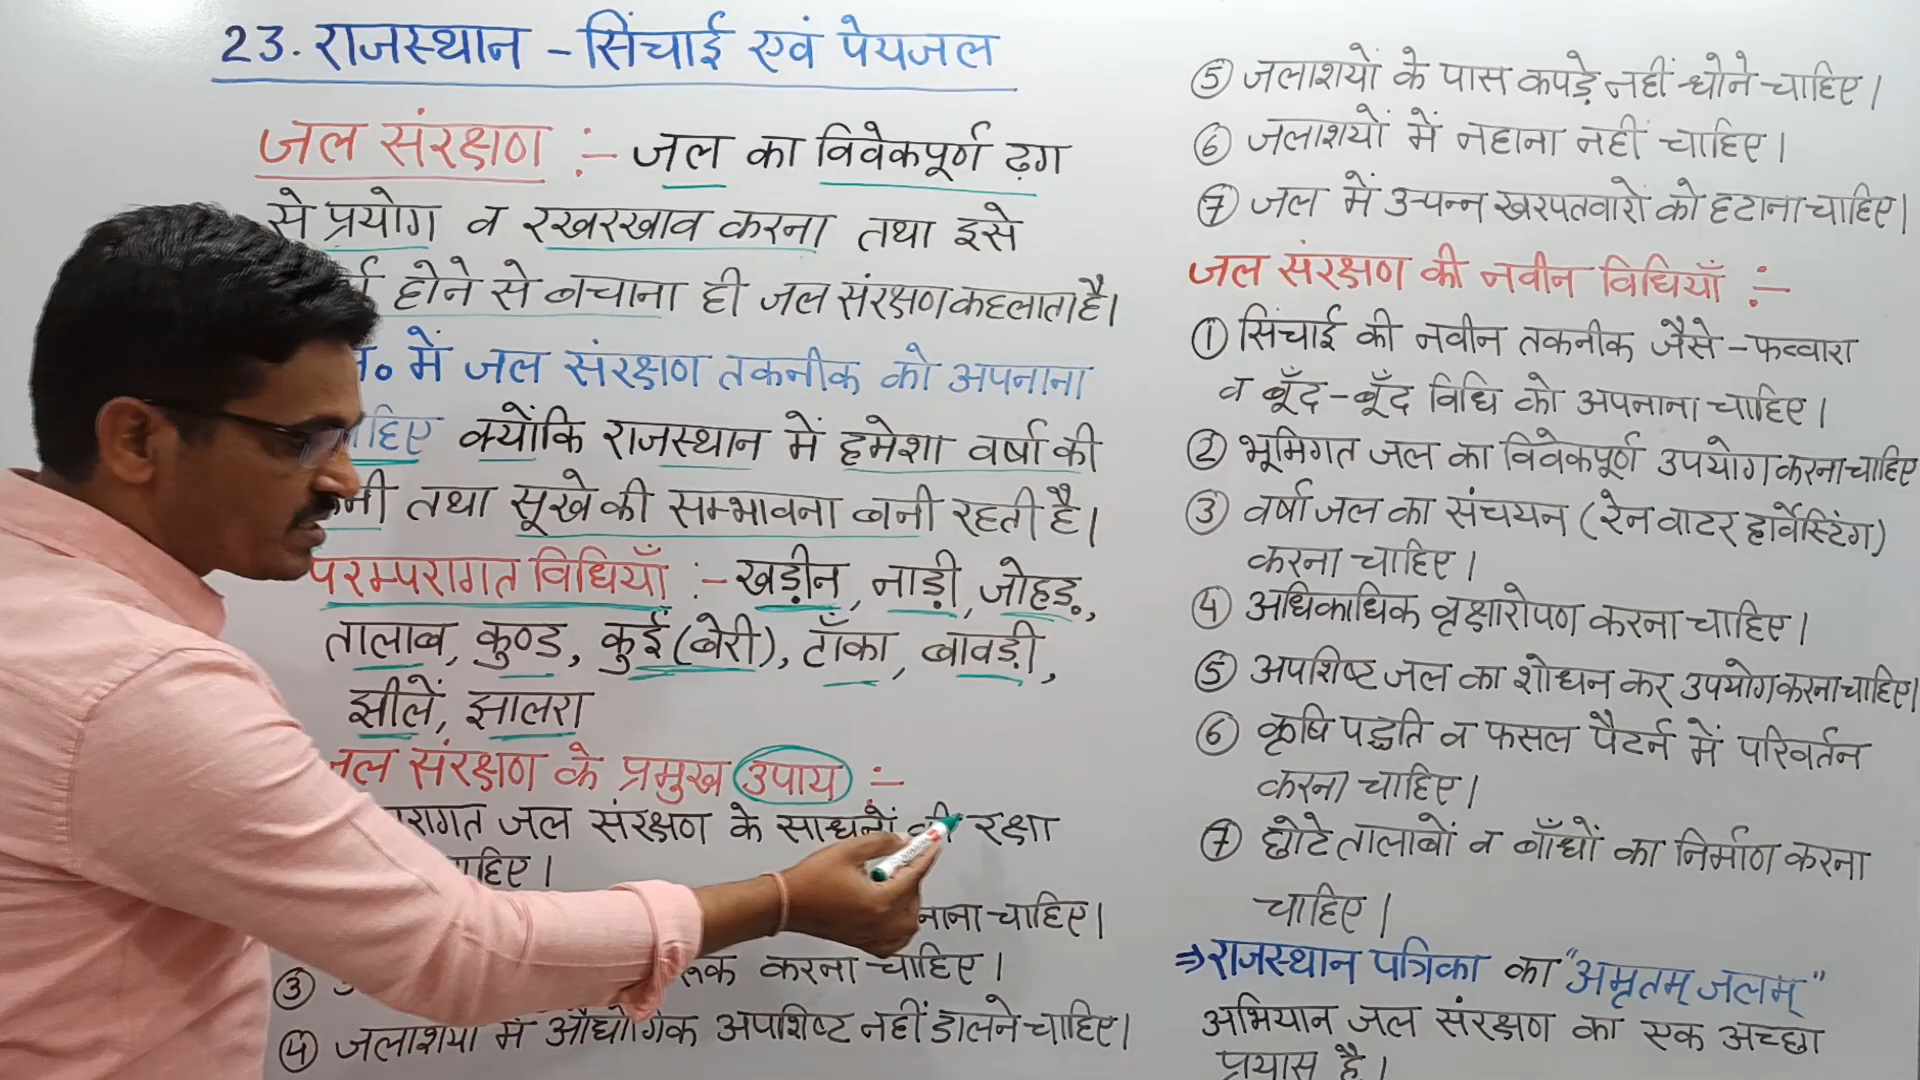 23. राजस्थान - सिंचाई एवं पेयजल
जल संरक्षण :- जल का विवेकपूर्ण ढ़ग
से प्रयोग व रखरखाव करना तथा इसे
होने से बचाना ही जल संरक्षण कहलाता है।
में जल संरक्षण तकनीक को अपनाना
क्योंकि राजस्थान में हमेशा वर्षा की
तथा सूखे की सम्भावना बनी रहती है।
परम्परागत विधियाँ :- खड़ीन, नाड़ी, जोहड़,
तालाब, कुण्ड, कुई (बेरी), टाँका, बावड़ी,
झीलें, झालरा
जल संरक्षण के प्रमुख उपाय :-
जल संरक्षण के साधनों की रक्षा
चाहिए।
। करना चाहिए।
③
④ जलाशयों में औद्योगिक अपशिष्ट नहीं डालने चाहिए।
⑤ जलाशयों के पास कपड़े नहीं धोने चाहिए।
⑥ जलाशयों में नहाना नहीं चाहिए।
⑦ जल में उत्पन्न खरपतवारों को हटाना चाहिए।
जल संरक्षण की नवीन विधियाँ :-
① सिंचाई की नवीन तकनीक जैसे - फव्वारा
व बूँद-बूँद विधि को अपनाना चाहिए।
② भूमिगत जल का विवेकपूर्ण उपयोग करना चाहिए
③ वर्षा जल का संचयन (रेन वाटर हार्वेस्टिंग)
करना चाहिए।
④ अधिकाधिक वृक्षारोपण करना चाहिए।
⑤ अपशिष्ट जल का शोधन कर उपयोग करना चाहिए।
⑥ कृषि पद्धति व फसल पैटर्न में परिवर्तन
करना चाहिए।
⑦ छोटे तालाबों व बाँधों का निर्माण करना
चाहिए।
⇒ राजस्थान पत्रिका का "अमृतम् जलम्"
अभियान जल संरक्षण का एक अच्छा
प्रयास है।